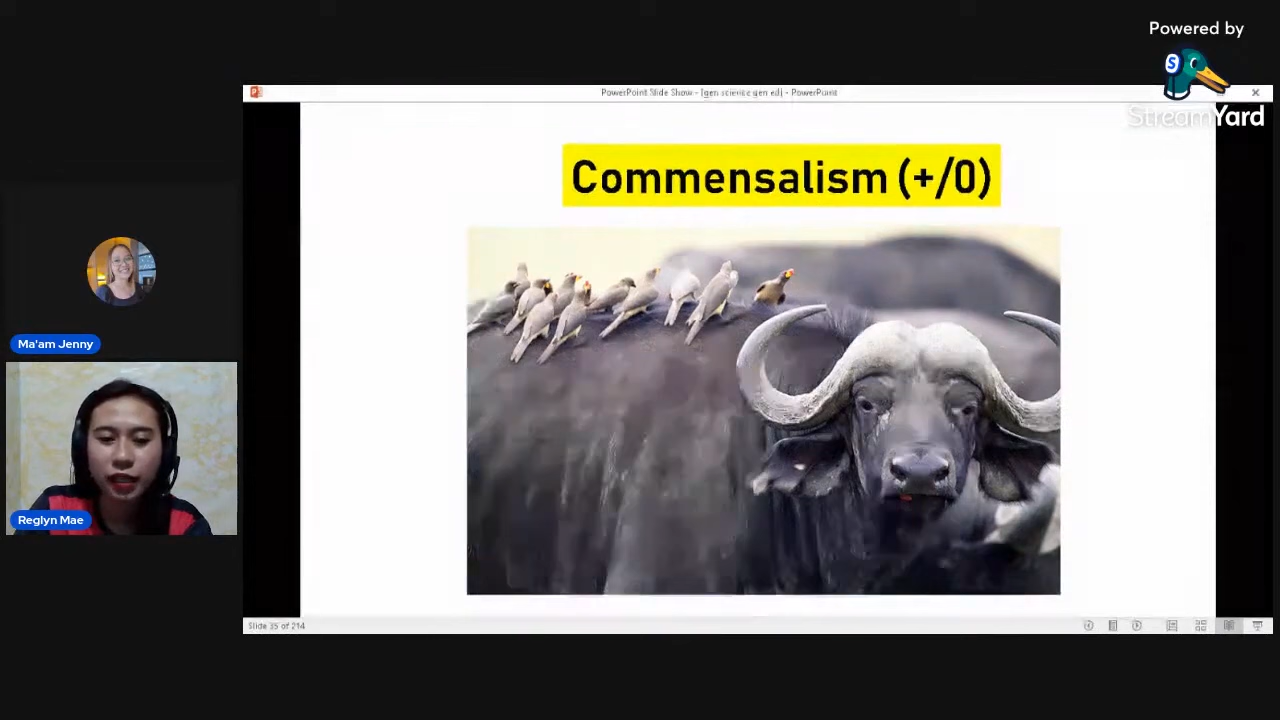 Powered by
StreamYard
PowerPoint Slide Show - [gen science gen ed] - PowerPoint
Commensalism (+/0)
Ma'am Jenny
Reglyn Mae
Slide 35 of 214